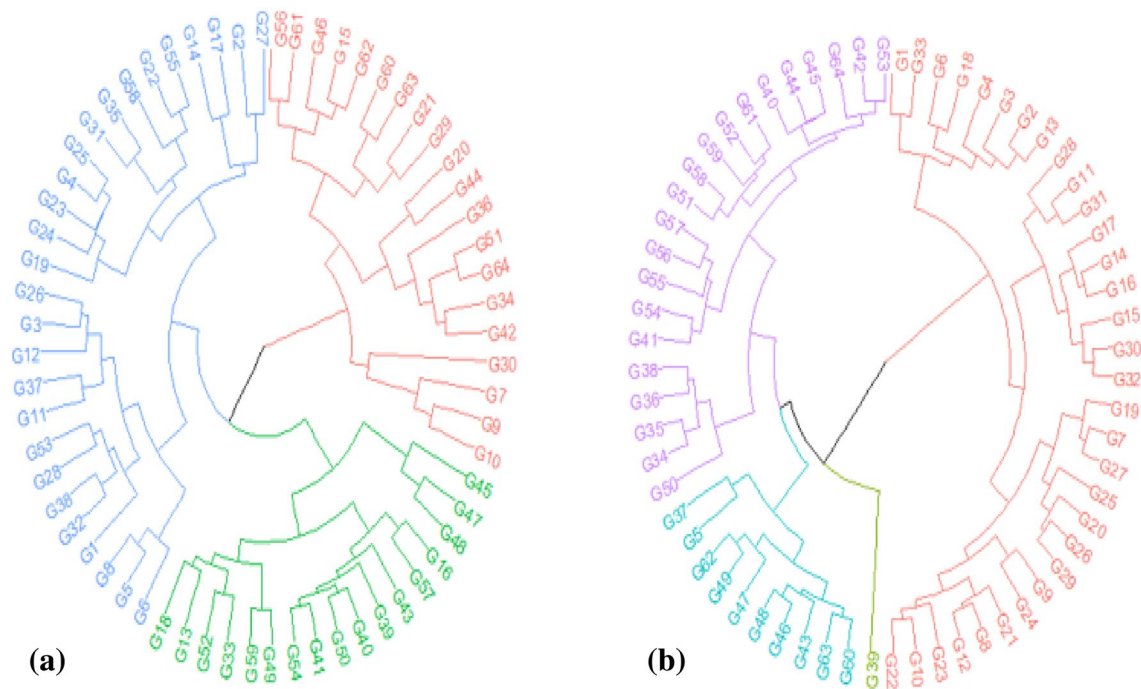 G56
G61
G46
G15
G62
G60
G63
G21
G29
G20
G44
G36
G51
G64
G34
G42
G30
G7
G9
G10
G45
G47
G48
G16
G57
G43
G39
G40
G50
G41
G54
G49
G59
G33
G52
G13
G18
G6
G5
G8
G1
G32
G38
G28
G53
G11
G37
G12
G3
G26
G19
G24
G23
G4
G25
G31
G35
G58
G22
G55
G14
G17
G2
G27
(a)
G1
G33
G6
G18
G4
G3
G2
G13
G28
G11
G31
G17
G14
G16
G15
G30
G32
G19
G7
G27
G25
G20
G26
G29
G9
G24
G21
G8
G12
G23
G10
G22
G39
G60
G63
G43
G46
G48
G47
G49
G62
G5
G37
G50
G34
G35
G36
G38
G41
G54
G55
G56
G57
G51
G58
G59
G52
G61
G40
G44
G45
G64
G42
G53
(b)